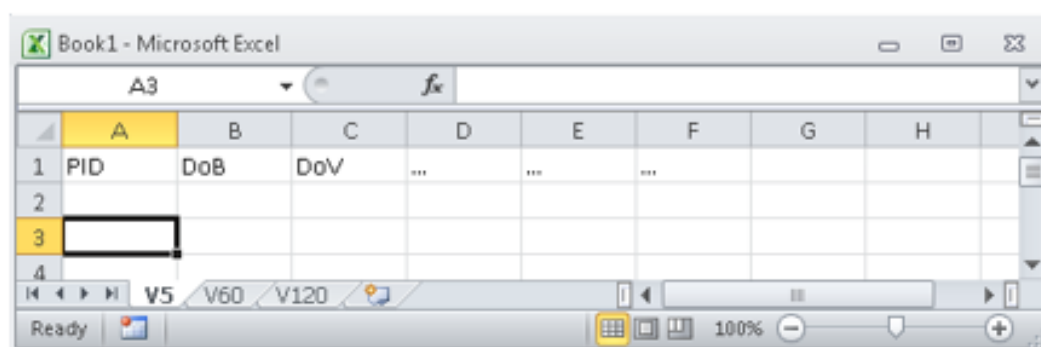 Book1 - Microsoft Excel
A3 fx
A B C D E F G H
1 PID DoB DoV ... ... ...
2
3
4
V5 V60 V120
Ready 100%